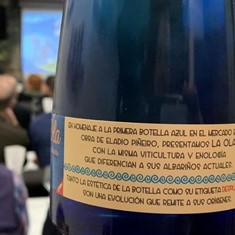 EN HOMENAJE A LA PRIMERA BOTELLA AZUL EN EL MERCADO E
OBRA DE ELADIO PIÑEIRO, PRESENTAMOS LA OLA
CON LA MISMA VITICULTURA Y ENOLOGÍA
QUE DIFERENCIAN A SUS ALBARIÑOS ACTUALES.
TANTO LA ESTÉTICA DE LA BOTELLA COMO SU ETIQUETA
SON UNA EVOLUCIÓN QUE REMITE A SUS ORÍGENES.